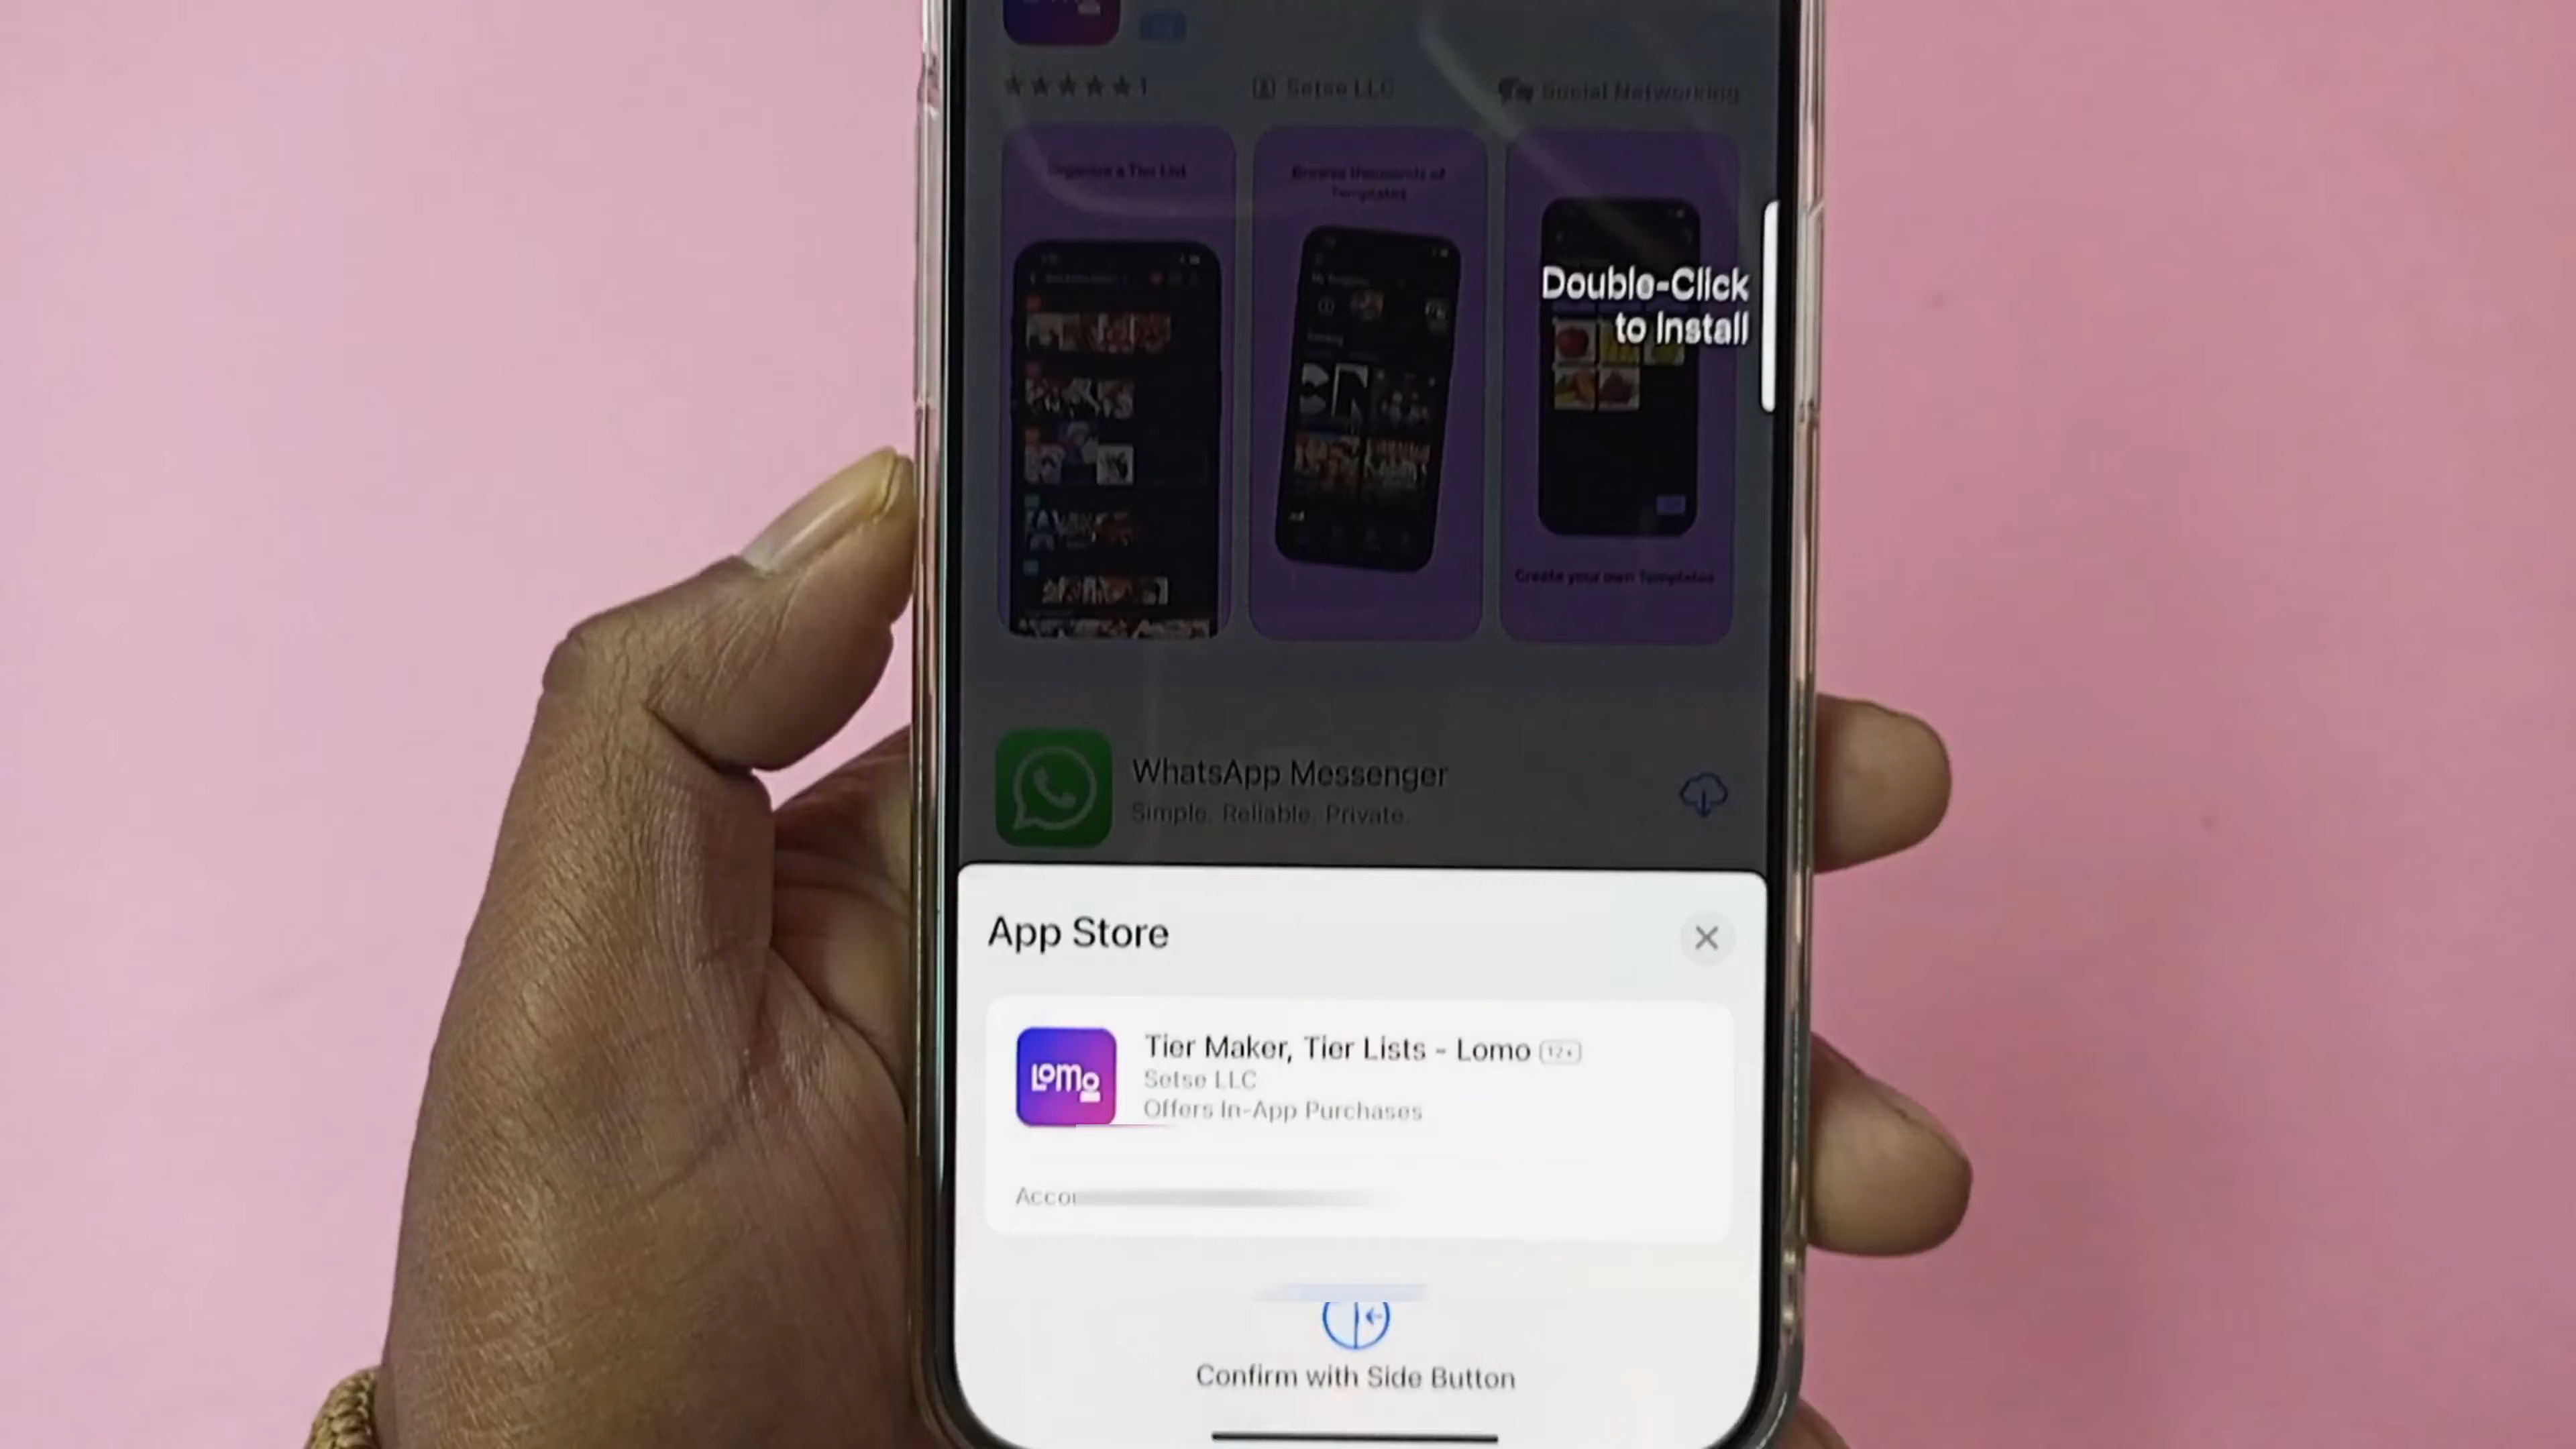 1
Setse LLC
Social Networking
Organize a Tier List
Browse thousands of
Templates
Double-Click
to Install
Create your own Templates
WhatsApp Messenger
Simple. Reliable. Private.
App Store
Lomo
Tier Maker, Tier Lists - Lomo 12+
Setse LLC
Offers In-App Purchases
Confirm with Side Button